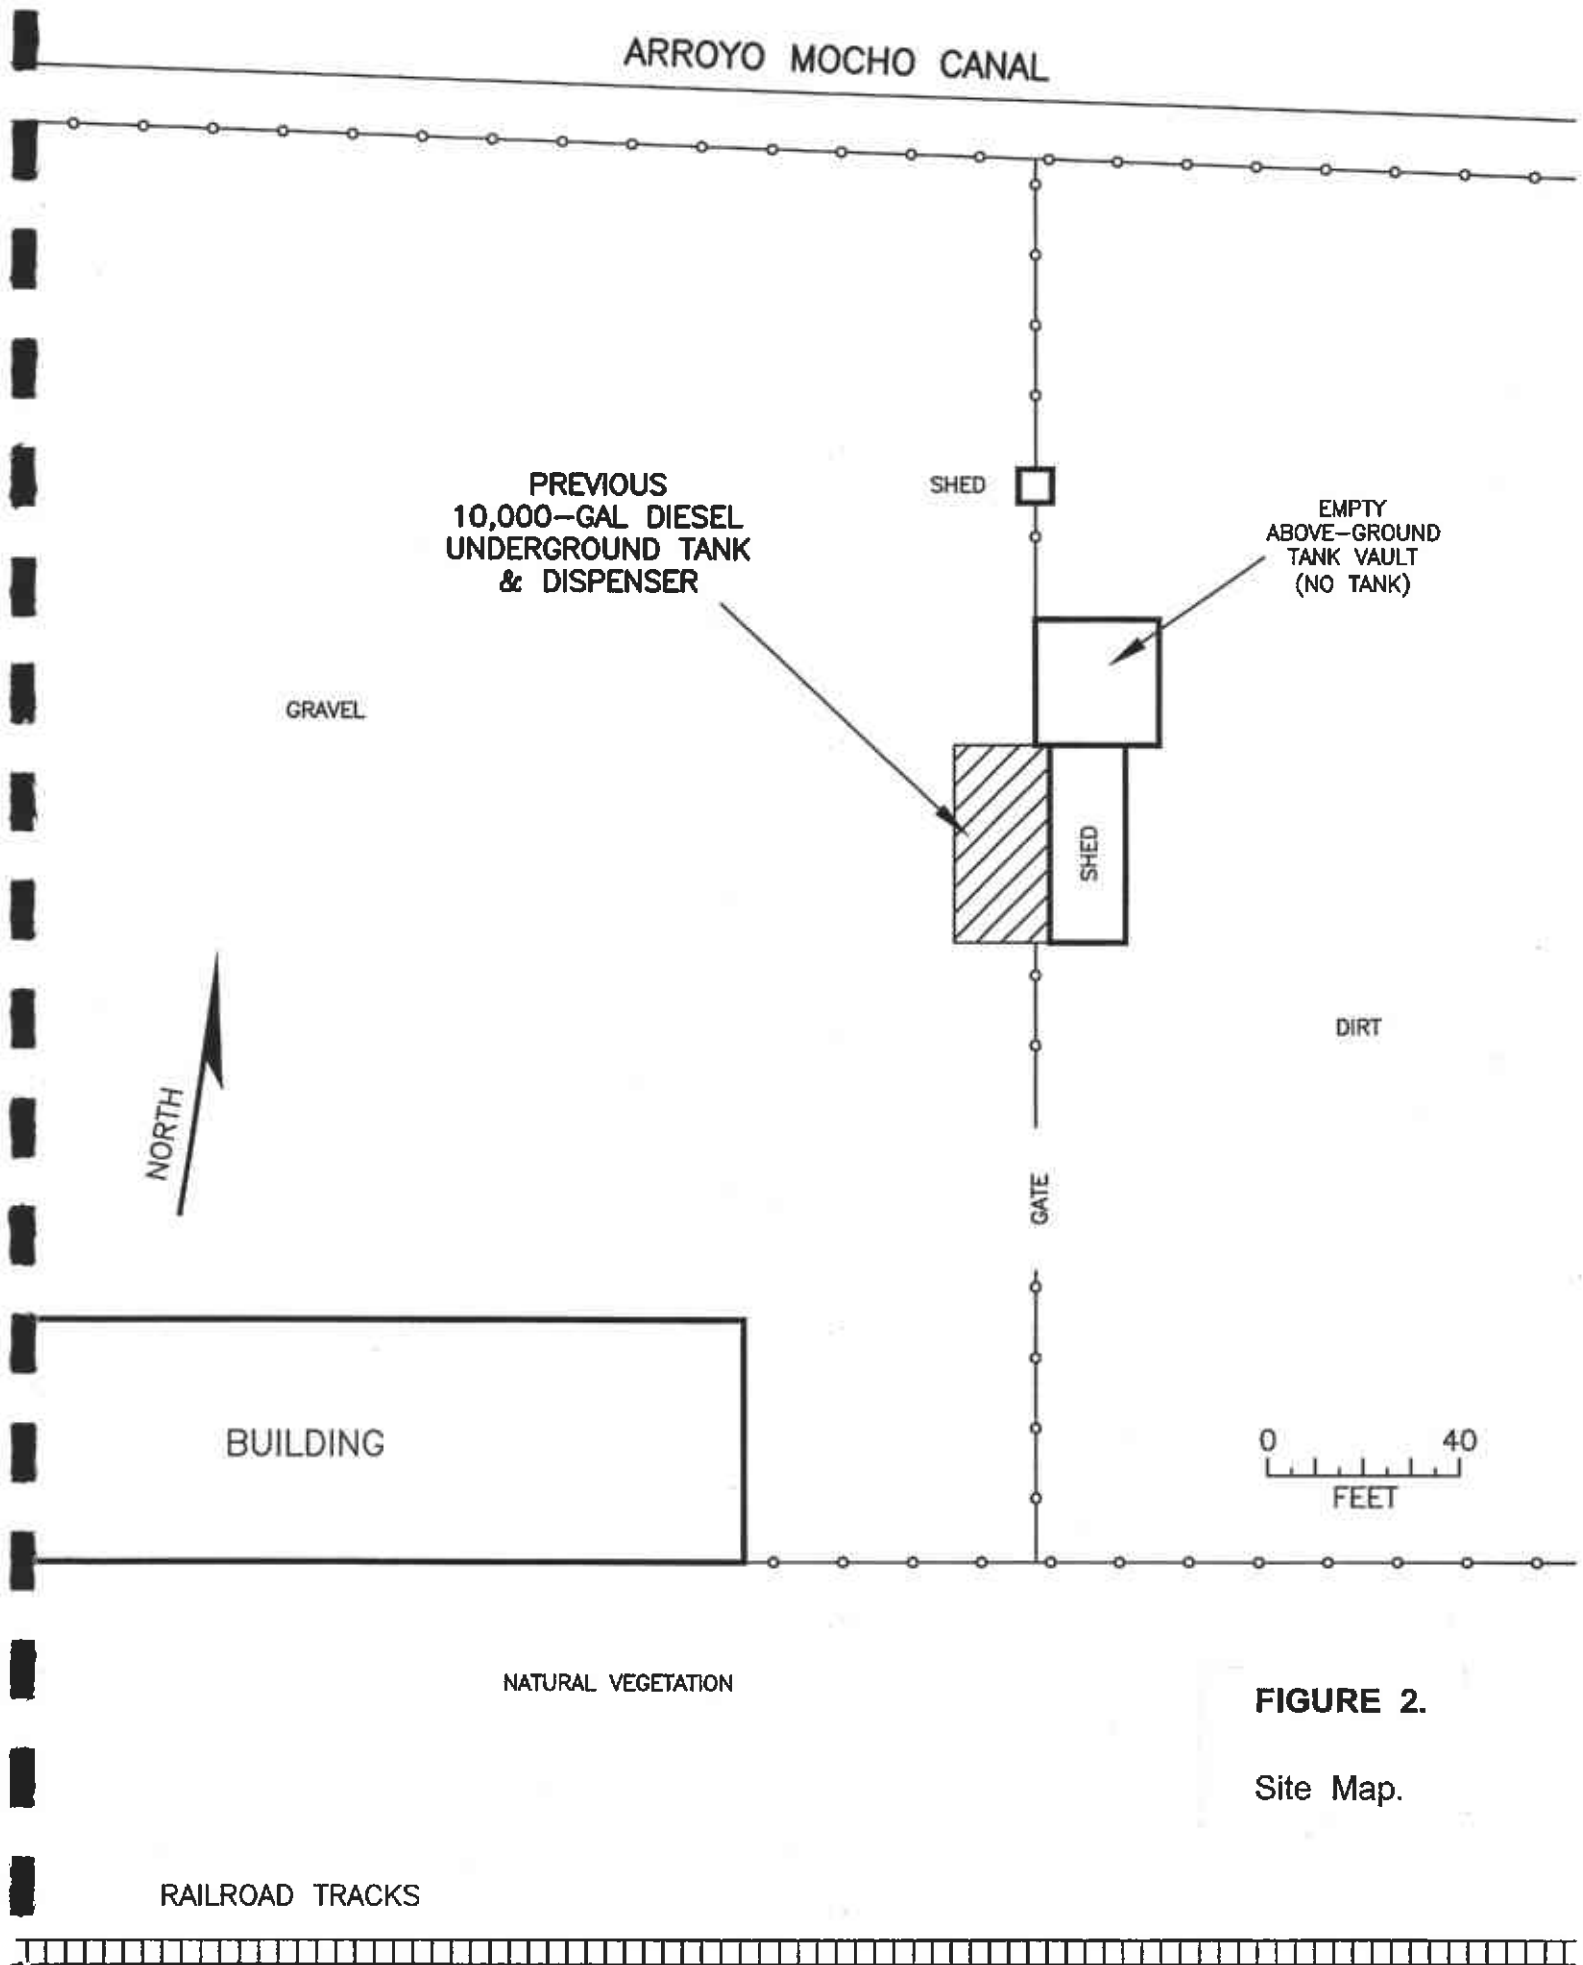 ARROYO MOCHO CANAL
PREVIOUS
10,000-GAL DIESEL
UNDERGROUND TANK
& DISPENSER
SHED
EMPTY
ABOVE-GROUND
TANK VAULT
(NO TANK)
GRAVEL
SHED
DIRT
NORTH
GATE
BUILDING
0 40
FEET
NATURAL VEGETATION
FIGURE 2.
Site Map.
RAILROAD TRACKS